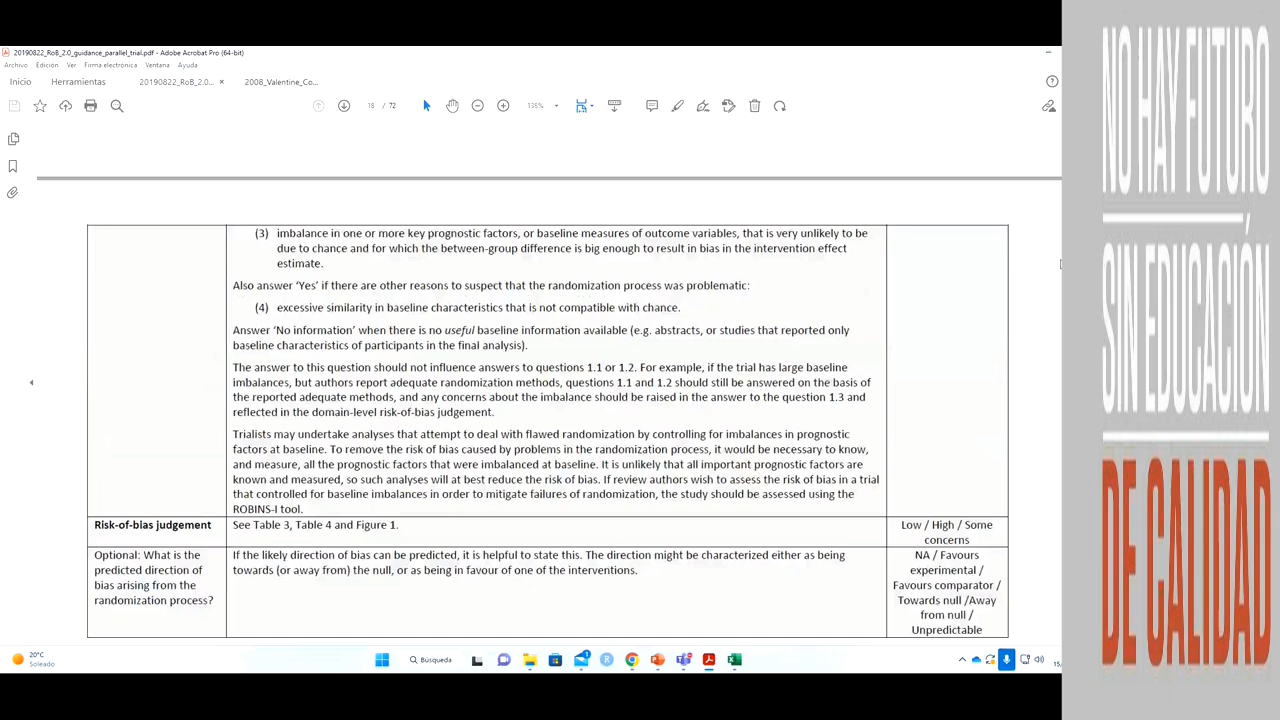 20190822_RoB_2.0_guidance_parallel_trial.pdf - Adobe Acrobat Pro (64-bit)
Archivo Edición Ver Firma electrónica Ventana Ayuda
Inicio Herramientas 20190822_RoB_2.0... × 2008_Valentine_Co...
18 / 72 138%
(3) imbalance in one or more key prognostic factors, or baseline measures of outcome variables, that is very unlikely to be
due to chance and for which the between-group difference is big enough to result in bias in the intervention effect
estimate.
Also answer ‘Yes’ if there are other reasons to suspect that the randomization process was problematic:
(4) excessive similarity in baseline characteristics that is not compatible with chance.
Answer ‘No information’ when there is no useful baseline information available (e.g. abstracts, or studies that reported only
baseline characteristics of participants in the final analysis).
The answer to this question should not influence answers to questions 1.1 or 1.2. For example, if the trial has large baseline
imbalances, but authors report adequate randomization methods, questions 1.1 and 1.2 should still be answered on the basis of
the reported adequate methods, and any concerns about the imbalance should be raised in the answer to the question 1.3 and
reflected in the domain-level risk-of-bias judgement.
Trialists may undertake analyses that attempt to deal with flawed randomization by controlling for imbalances in prognostic
factors at baseline. To remove the risk of bias caused by problems in the randomization process, it would be necessary to know,
and measure, all the prognostic factors that were imbalanced at baseline. It is unlikely that all important prognostic factors are
known and measured, so such analyses will at best reduce the risk of bias. If review authors wish to assess the risk of bias in a trial
that controlled for baseline imbalances in order to mitigate failures of randomization, the study should be assessed using the
ROBINS-I tool.
Risk-of-bias judgement
See Table 3, Table 4 and Figure 1.
Low / High / Some
concerns
Optional: What is the
predicted direction of
bias arising from the
randomization process?
If the likely direction of bias can be predicted, it is helpful to state this. The direction might be characterized either as being
towards (or away from) the null, or as being in favour of one of the interventions.
NA / Favours
experimental /
Favours comparator /
Towards null /Away
from null /
Unpredictable
20°C
Soleado
Búsqueda
NO HAY FUTURO
SIN EDUCACIÓN
DE CALIDAD